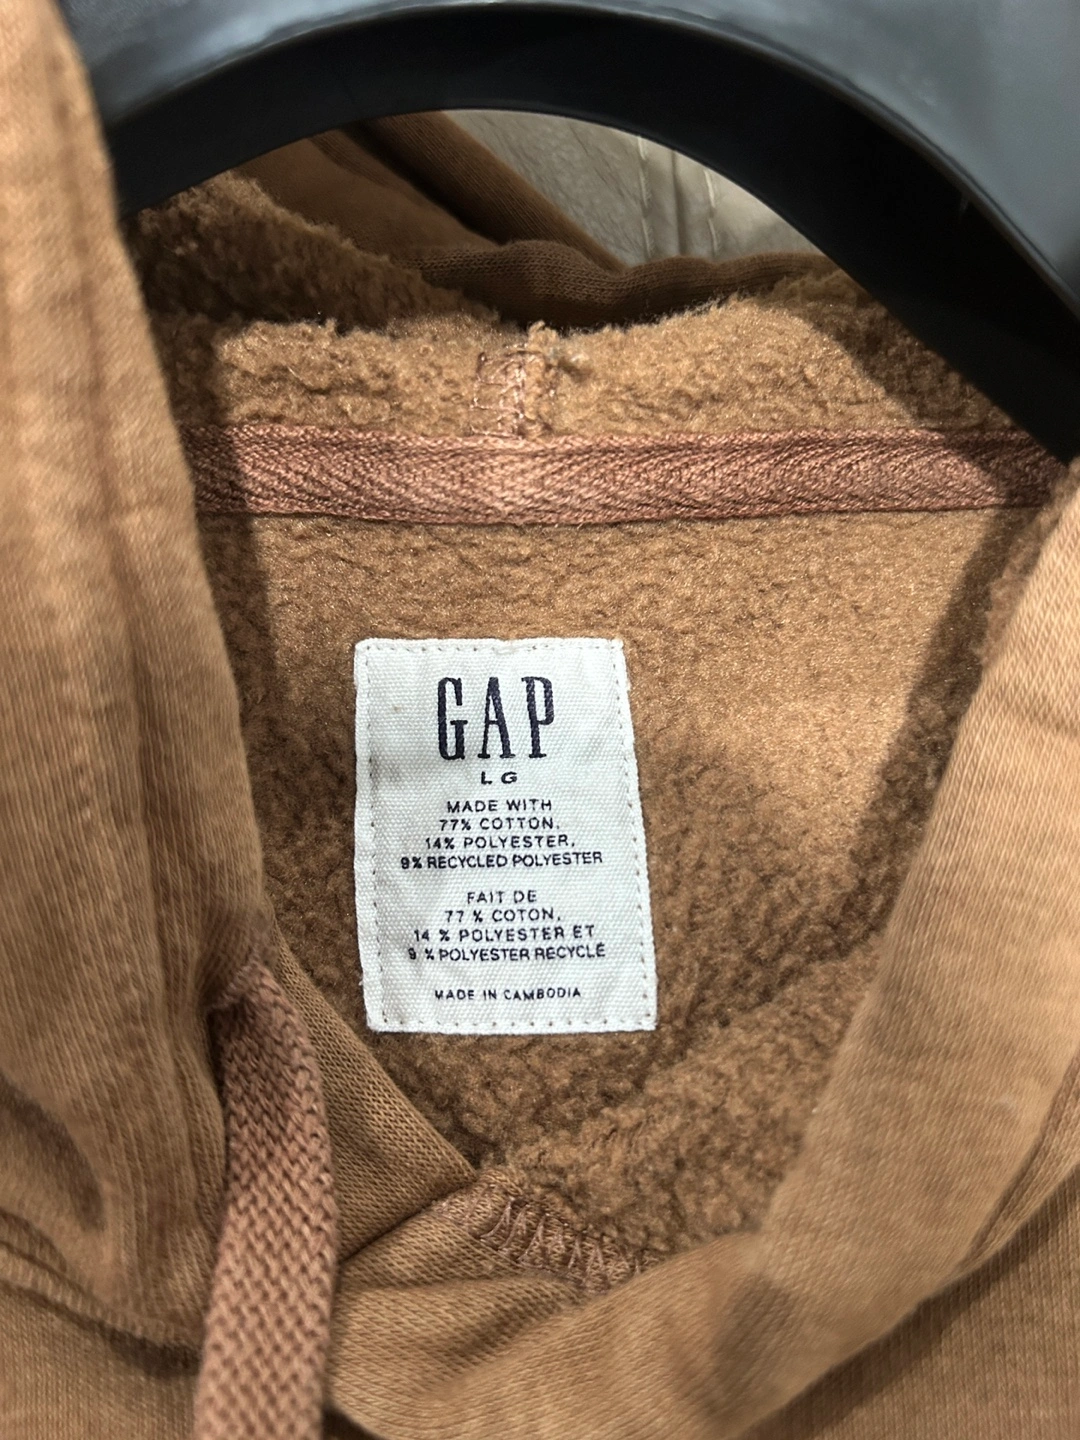 GAP
LG
MADE WITH
77% COTTON,
14% POLYESTER,
9% RECYCLED POLYESTER
FAIT DE
77 % COTON,
14 % POLYESTER ET
9 % POLYESTER RECYCLÉ
MADE IN CAMBODIA